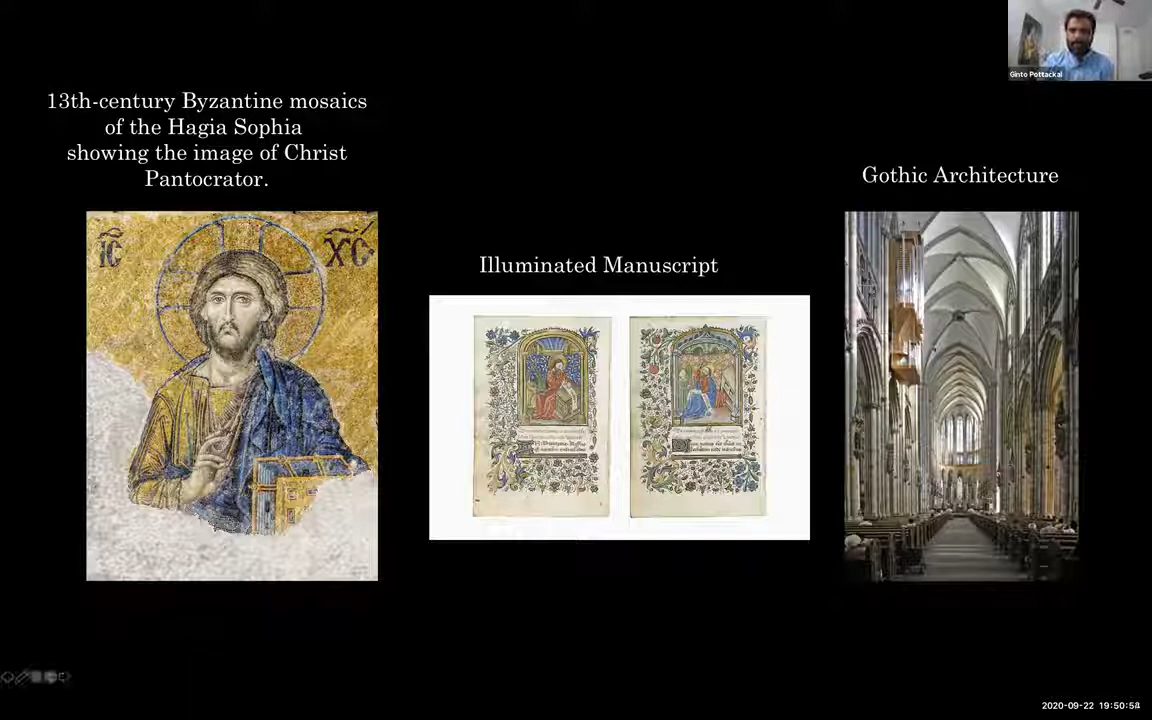 Ginto Pottackal
13th-century Byzantine mosaics
of the Hagia Sophia
showing the image of Christ
Pantocrator.
Gothic Architecture
Illuminated Manuscript
IC
XC
2020-09-22 19:50:54